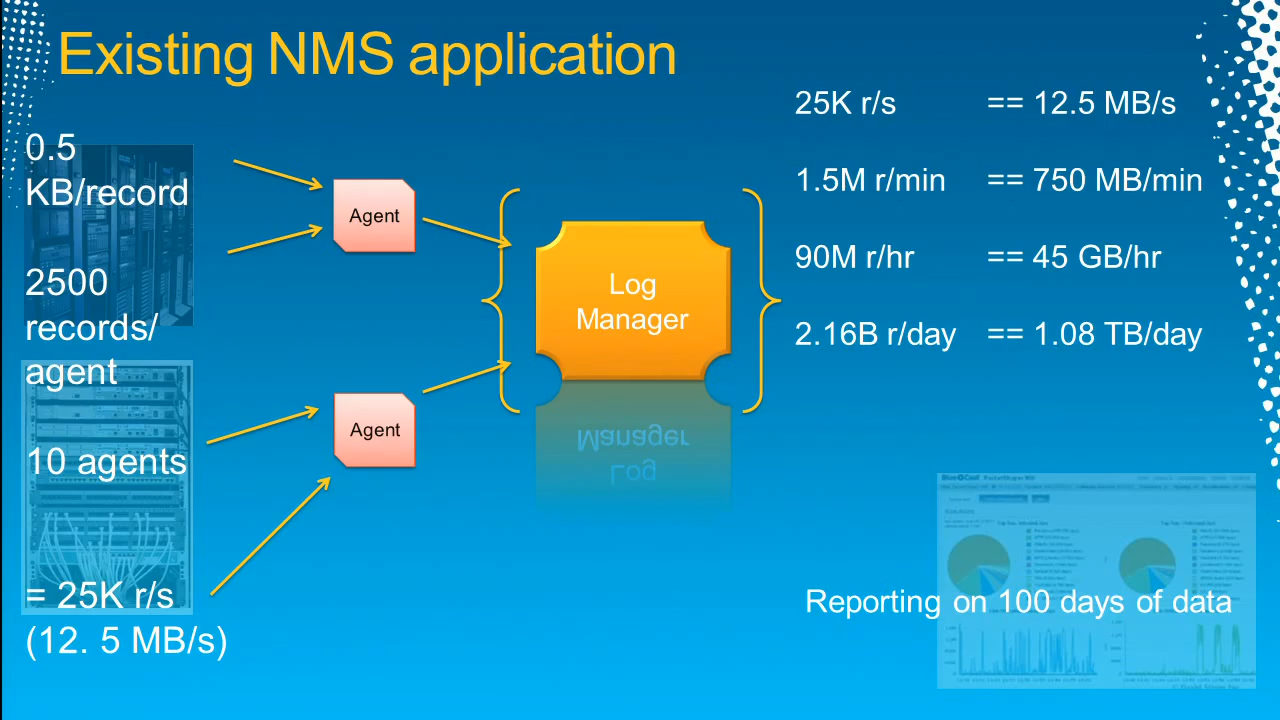 Existing NMS application
0.5
KB/record
2500
records/
agent
10 agents
= 25K r/s
(12. 5 MB/s)
Agent
Agent
Log
Manager
25K r/s == 12.5 MB/s
1.5M r/min == 750 MB/min
90M r/hr == 45 GB/hr
2.16B r/day == 1.08 TB/day
Reporting on 100 days of data